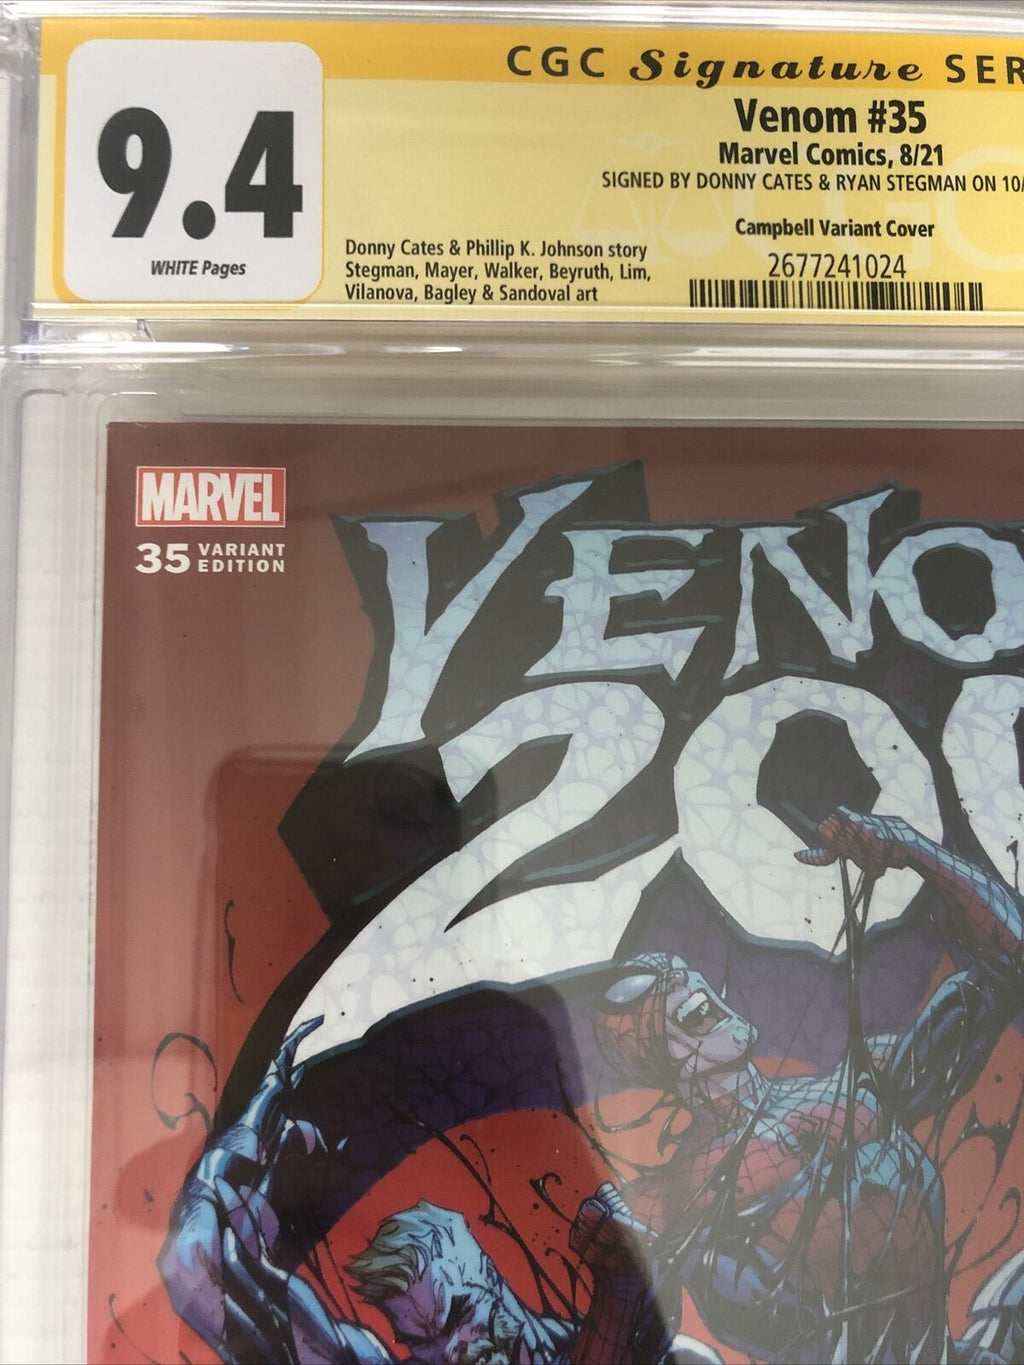 CGC Signature SER
9.4
WHITE Pages
Venom #35
Marvel Comics, 8/21
SIGNED BY DONNY CATES & RYAN STEGMAN ON 10/
Campbell Variant Cover
Donny Cates & Phillip K. Johnson story
Stegman, Mayer, Walker, Beyruth, Lim,
Vilanova, Bagley & Sandoval art
2677241024
MARVEL
35 VARIANT
EDITION
VENO
200